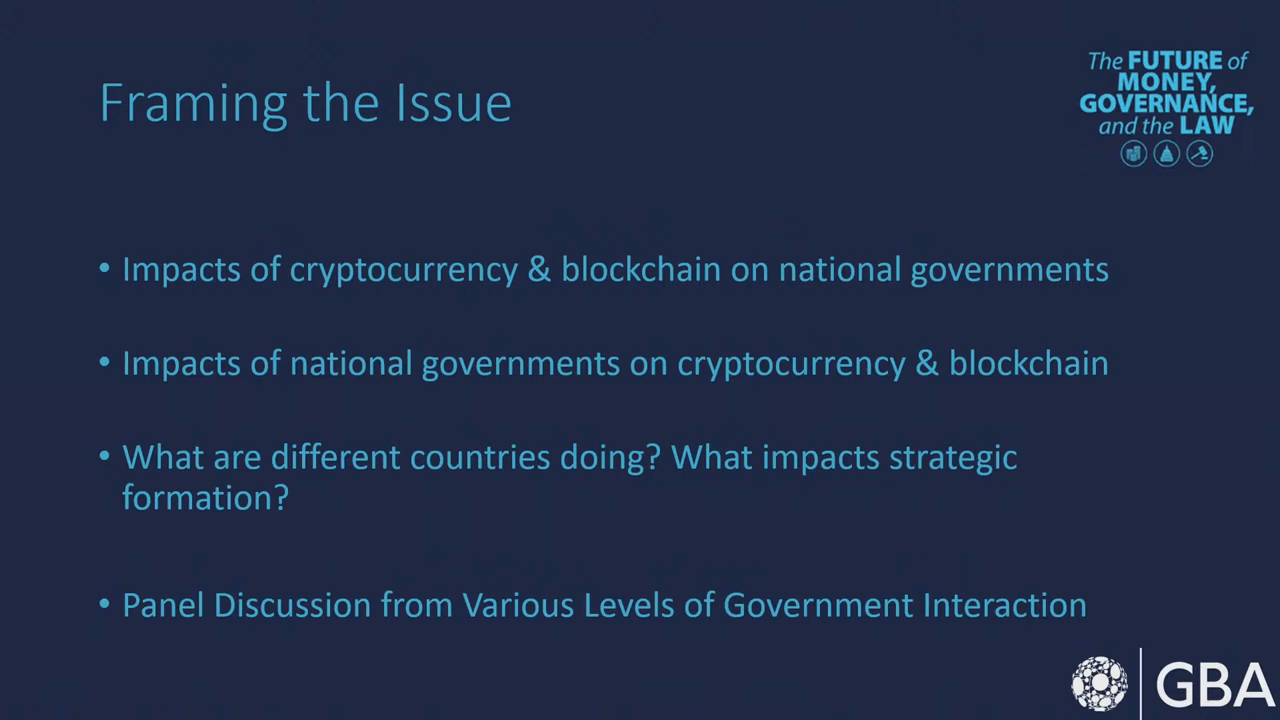 Framing the Issue
The FUTURE of
MONEY,
GOVERNANCE,
and the LAW
• Impacts of cryptocurrency & blockchain on national governments
• Impacts of national governments on cryptocurrency & blockchain
• What are different countries doing? What impacts strategic
formation?
• Panel Discussion from Various Levels of Government Interaction
GBA